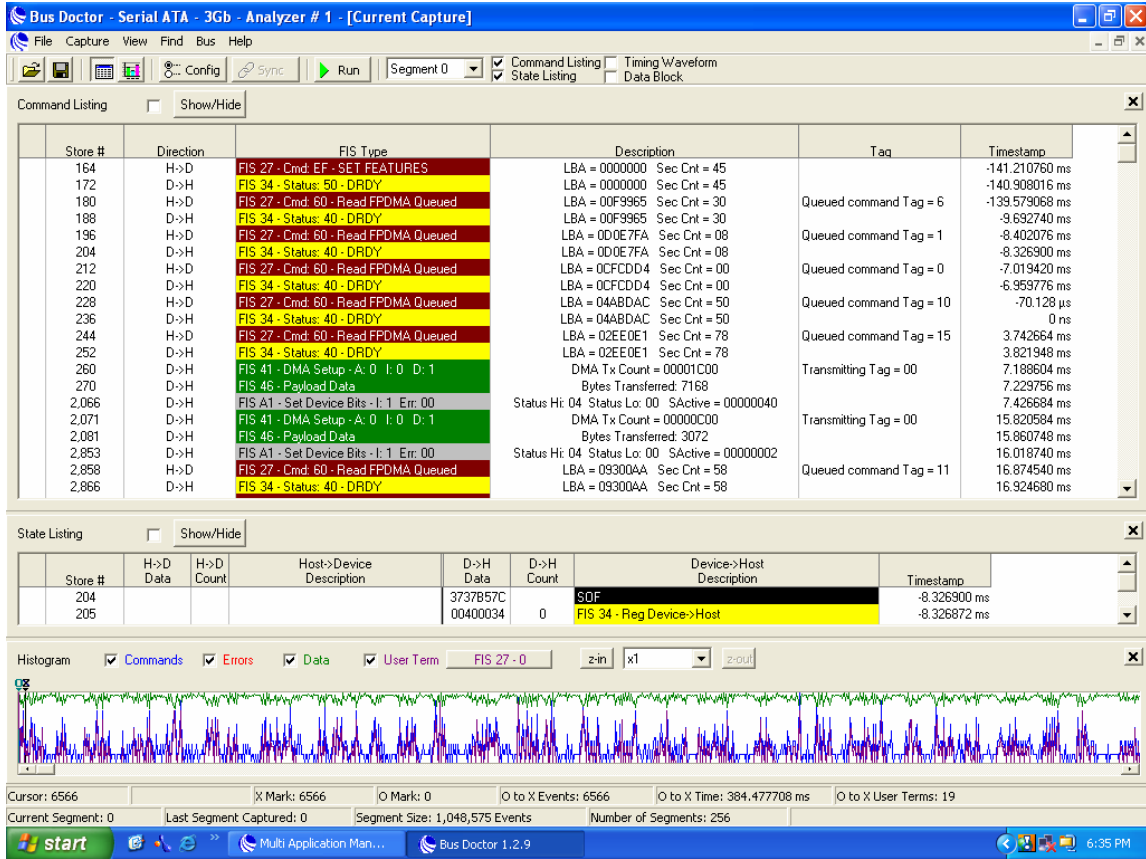 Bus Doctor - Serial ATA - 3Gb - Analyzer # 1 - [Current Capture]
File Capture View Find Bus Help
Config Sync Run Segment 0 Command Listing Timing Waveform
State Listing Data Block
Command Listing Show/Hide
Store # Direction FIS Type Description Tag Timestamp
164 H->D FIS 27 - Cmd: EF - SET FEATURES LBA = 0000000 Sec Cnt = 45 -141.210760 ms
172 D->H FIS 34 - Status: 50 - DRDY LBA = 0000000 Sec Cnt = 45 -140.908016 ms
180 H->D FIS 27 - Cmd: 60 - Read FPDMA Queued LBA = 00F9965 Sec Cnt = 30 Queued command Tag = 6 -139.579068 ms
188 D->H FIS 34 - Status: 40 - DRDY LBA = 00F9965 Sec Cnt = 30 -9.692740 ms
196 H->D FIS 27 - Cmd: 60 - Read FPDMA Queued LBA = 0D0E7FA Sec Cnt = 08 Queued command Tag = 1 -8.402076 ms
204 D->H FIS 34 - Status: 40 - DRDY LBA = 0D0E7FA Sec Cnt = 08 -8.326900 ms
212 H->D FIS 27 - Cmd: 60 - Read FPDMA Queued LBA = 0CFCDD4 Sec Cnt = 00 Queued command Tag = 0 -7.019420 ms
220 D->H FIS 34 - Status: 40 - DRDY LBA = 0CFCDD4 Sec Cnt = 00 -6.959776 ms
228 H->D FIS 27 - Cmd: 60 - Read FPDMA Queued LBA = 04ABDAC Sec Cnt = 50 Queued command Tag = 10 -70.128 µs
236 D->H FIS 34 - Status: 40 - DRDY LBA = 04ABDAC Sec Cnt = 50 0 ns
244 H->D FIS 27 - Cmd: 60 - Read FPDMA Queued LBA = 02EE0E1 Sec Cnt = 78 Queued command Tag = 15 3.742664 ms
252 D->H FIS 34 - Status: 40 - DRDY LBA = 02EE0E1 Sec Cnt = 78 3.821948 ms
260 D->H FIS 41 - DMA Setup - A: 0 I: 0 D: 1 DMA Tx Count = 00001C00 Transmitting Tag = 00 7.188604 ms
270 D->H FIS 46 - Payload Data Bytes Transferred: 7168 7.229756 ms
2,066 D->H FIS A1 - Set Device Bits - I: 1 Err: 00 Status Hi: 04 Status Lo: 00 SActive = 00000040 7.426684 ms
2,071 D->H FIS 41 - DMA Setup - A: 0 I: 0 D: 1 DMA Tx Count = 00000C00 Transmitting Tag = 00 15.820584 ms
2,081 D->H FIS 46 - Payload Data Bytes Transferred: 3072 15.860748 ms
2,853 D->H FIS A1 - Set Device Bits - I: 1 Err: 00 Status Hi: 04 Status Lo: 00 SActive = 00000002 16.018740 ms
2,858 H->D FIS 27 - Cmd: 60 - Read FPDMA Queued LBA = 09300AA Sec Cnt = 58 Queued command Tag = 11 16.874540 ms
2,866 D->H FIS 34 - Status: 40 - DRDY LBA = 09300AA Sec Cnt = 58 16.924680 ms
State Listing Show/Hide
H->D H->D Host->Device D->H D->H Device->Host
Store # Data Count Description Data Count Description Timestamp
204 3737B57C SOF -8.326900 ms
205 00400034 0 FIS 34 - Reg Device->Host -8.326872 ms
Histogram Commands Errors Data User Term FIS 27 - 0 z-in x1 z-out
Cursor: 6566 X Mark: 6566 O Mark: 0 O to X Events: 6566 O to X Time: 384.477708 ms O to X User Terms: 19
Current Segment: 0 Last Segment Captured: 0 Segment Size: 1,048,575 Events Number of Segments: 256
start Multi Application Man... Bus Doctor 1.2.9 6:35 PM